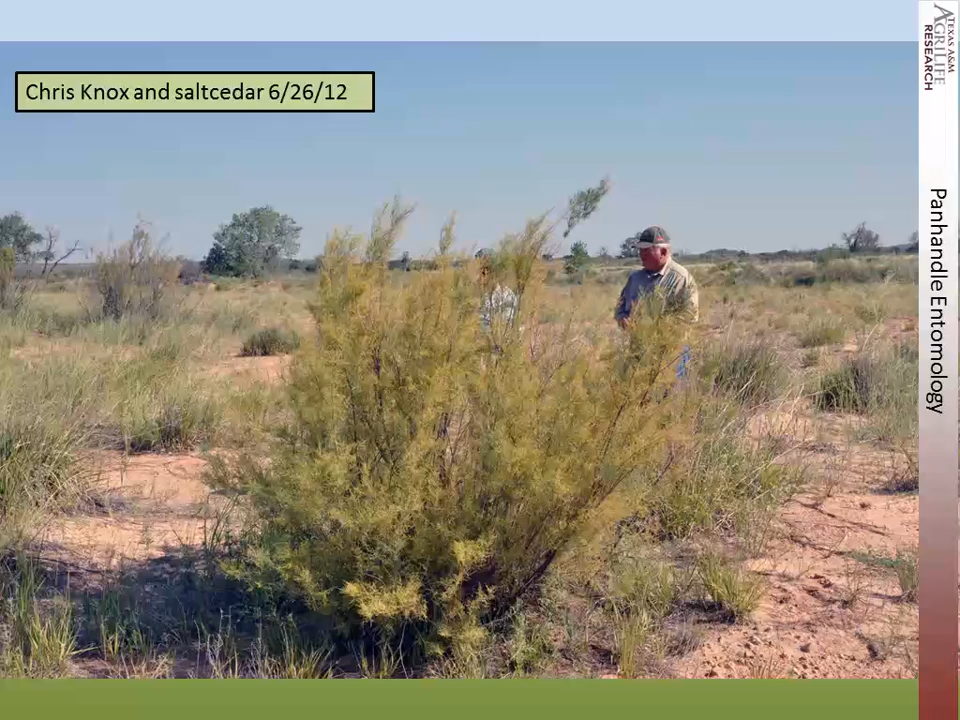 Chris Knox and saltcedar 6/26/12
TEXAS A&M
AGRILIFE
RESEARCH
Panhandle Entomology